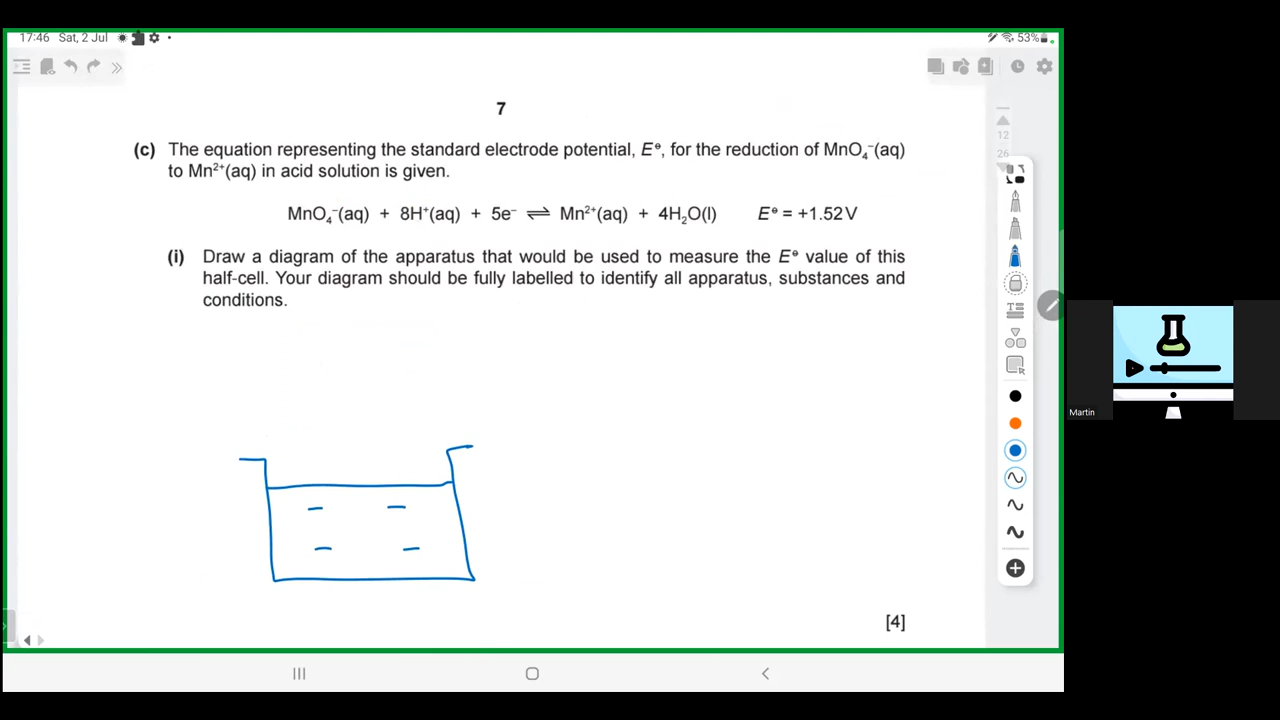 17:46 Sat, 2 Jul
53%
7
(c) The equation representing the standard electrode potential, E⦵, for the reduction of MnO₄⁻(aq)
to Mn²⁺(aq) in acid solution is given.
MnO₄⁻(aq) + 8H⁺(aq) + 5e⁻ ⇌ Mn²⁺(aq) + 4H₂O(l) E⦵ = +1.52 V
(i) Draw a diagram of the apparatus that would be used to measure the E⦵ value of this
half-cell. Your diagram should be fully labelled to identify all apparatus, substances and
conditions.
[4]
12
26
Martin